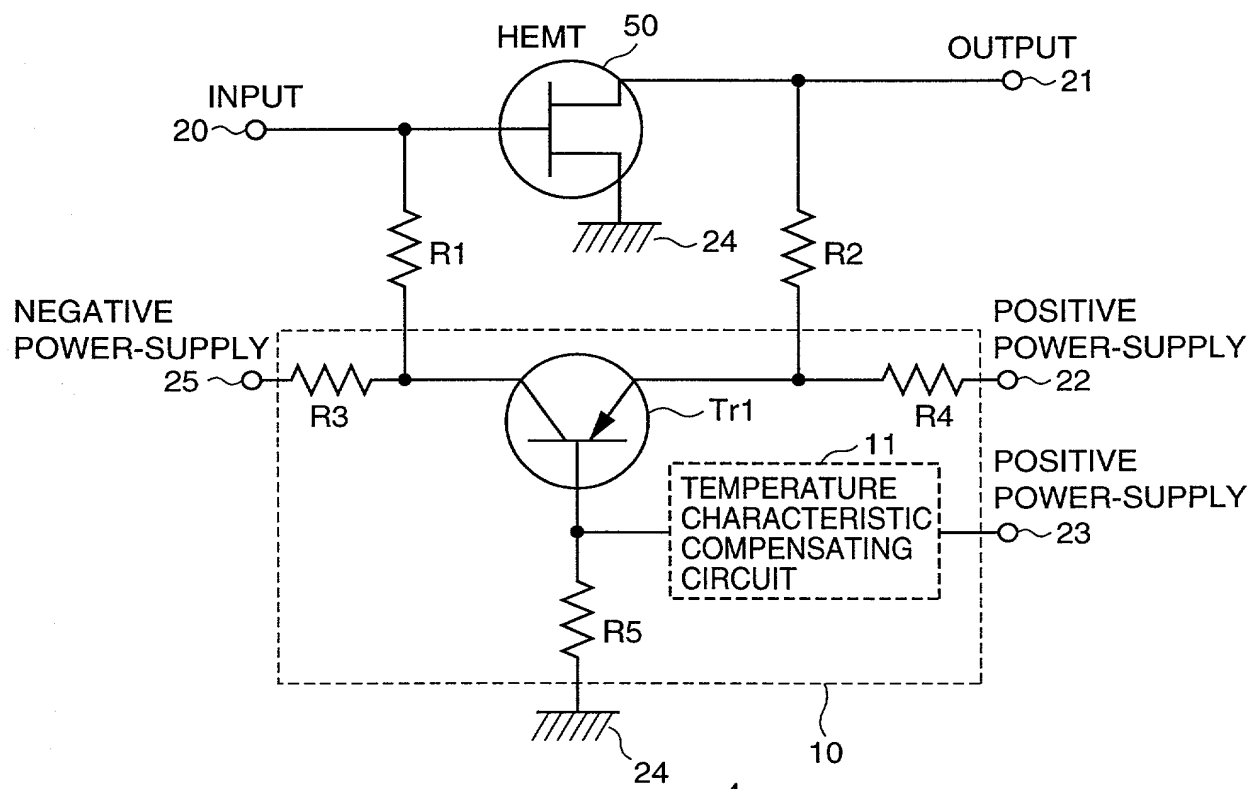 HEMT
50
OUTPUT
21
INPUT
20
24
R1
R2
NEGATIVE
POWER-SUPPLY
25
POSITIVE
POWER-SUPPLY
22
R3
Tr1
R4
11
TEMPERATURE
CHARACTERISTIC
COMPENSATING
CIRCUIT
POSITIVE
POWER-SUPPLY
23
R5
10
24